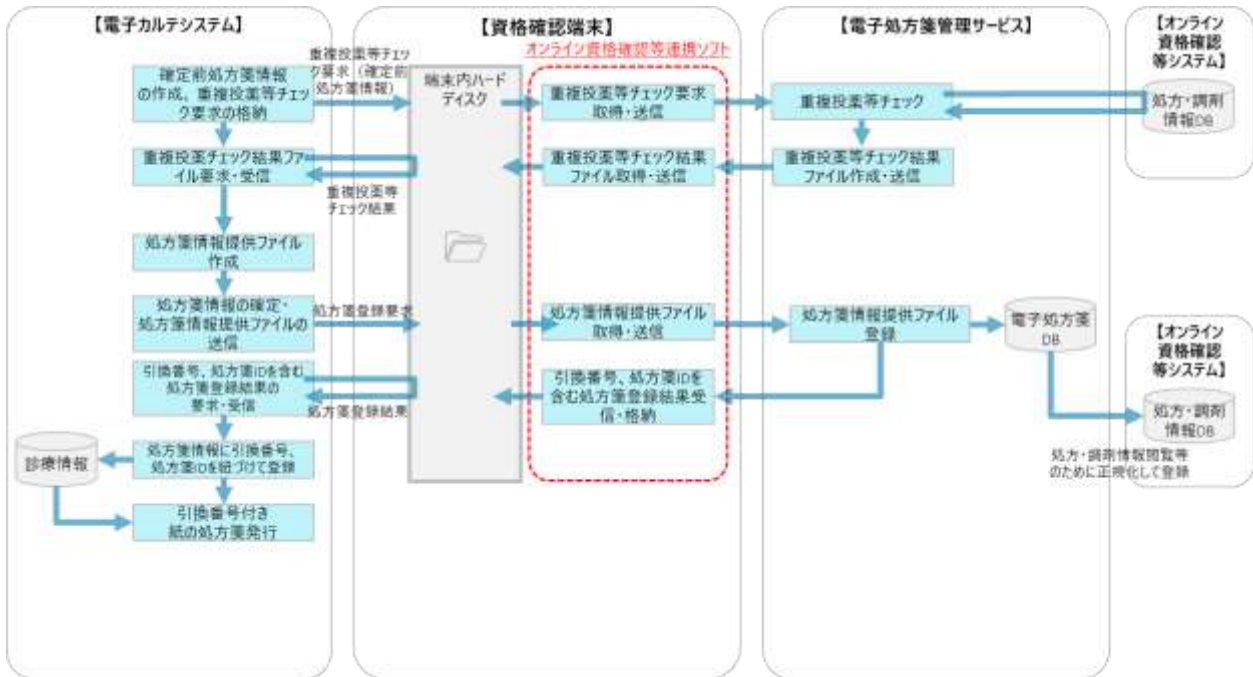 【電子カルテシステム】
【資格確認端末】
オンライン資格確認等連携ソフト
【電子処方箋管理サービス】
【オンライン
資格確認
等システム】
重複投薬等チェッ
ク要求（確定前
処方箋情報）
確定前処方箋情報
の作成、重複投薬等チェッ
ク要求の格納
端末内ハード
ディスク
重複投薬等チェック要求
取得・送信
重複投薬等チェック
処方・調剤
情報DB
重複投薬チェック結果ファ
イル要求・受信
重複投薬等
チェック結果
重複投薬等チェック結果
ファイル取得・送信
重複投薬等チェック結果
ファイル作成・送信
処方箋情報提供ファイル
作成
処方箋情報の確定・
処方箋情報提供ファイルの
送信
処方箋登録要求
処方箋情報提供ファイル
取得・送信
処方箋情報提供ファイル
登録
電子処方箋
DB
【オンライン
資格確認
等システム】
引換番号、処方箋IDを含む
処方箋登録結果の
要求・受信
処方箋登録結果
引換番号、処方箋IDを
含む処方箋登録結果受
信・格納
処方・調剤
情報DB
診療情報
処方箋情報に引換番号、
処方箋IDを紐づけて登録
処方・調剤情報閲覧等
のために正規化して登録
引換番号付き
紙の処方箋発行